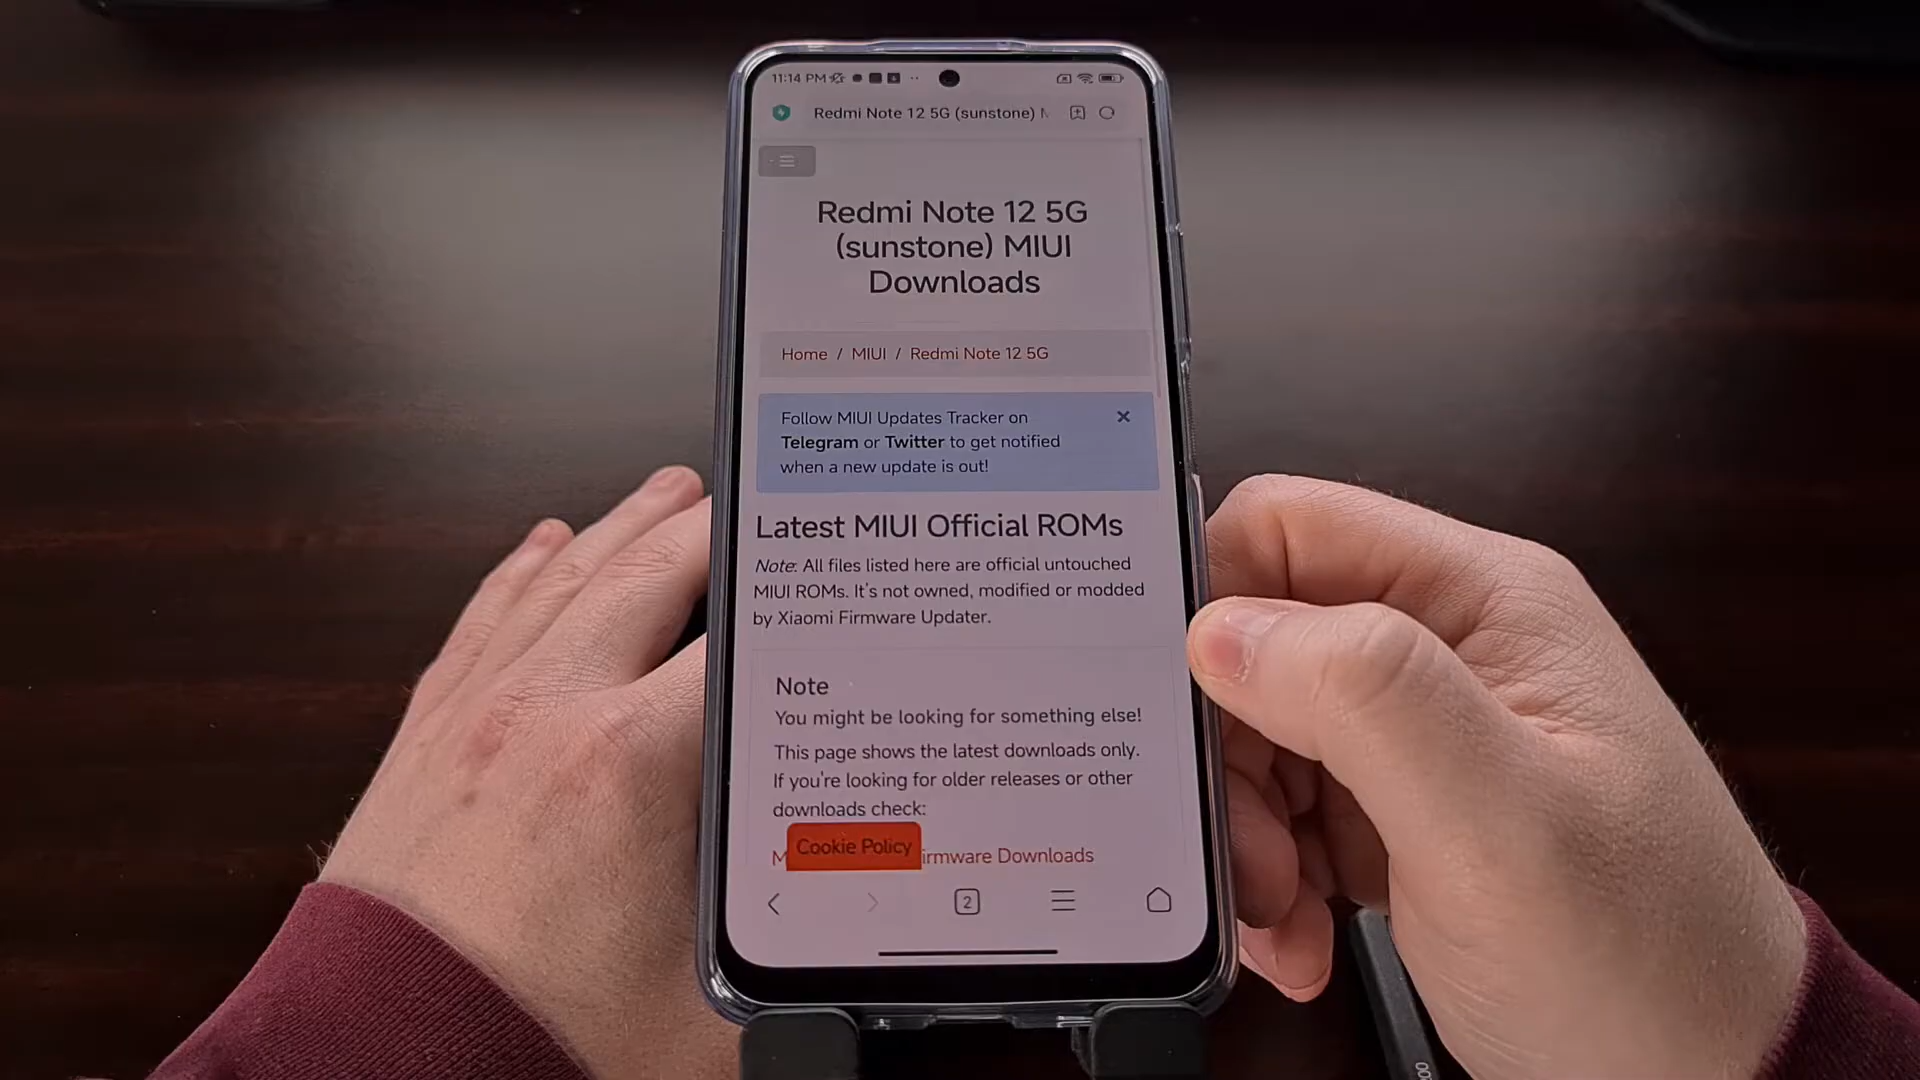 11:14 PM
Redmi Note 12 5G (sunstone)
Redmi Note 12 5G
(sunstone) MIUI
Downloads
Home / MIUI / Redmi Note 12 5G
Follow MIUI Updates Tracker on
Telegram or Twitter to get notified
when a new update is out!
Latest MIUI Official ROMs
Note: All files listed here are official untouched
MIUI ROMs. It's not owned, modified or modded
by Xiaomi Firmware Updater.
Note
You might be looking for something else!
This page shows the latest downloads only.
If you're looking for older releases or other
downloads check:
Cookie Policy
irmware Downloads
2